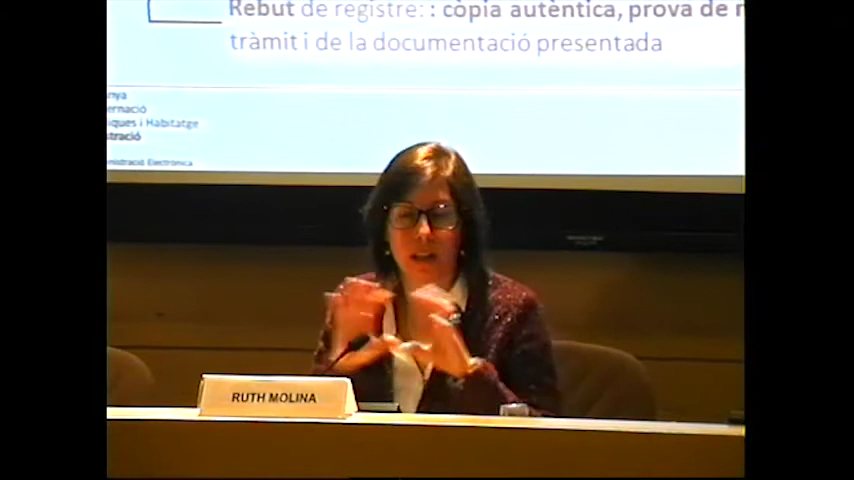 Rebut de registre: : còpia autèntica, prova de
tràmit i de la documentació presentada
nya
ernació
iques i Habitatge
stració
nistració Electrònica
RUTH MOLINA